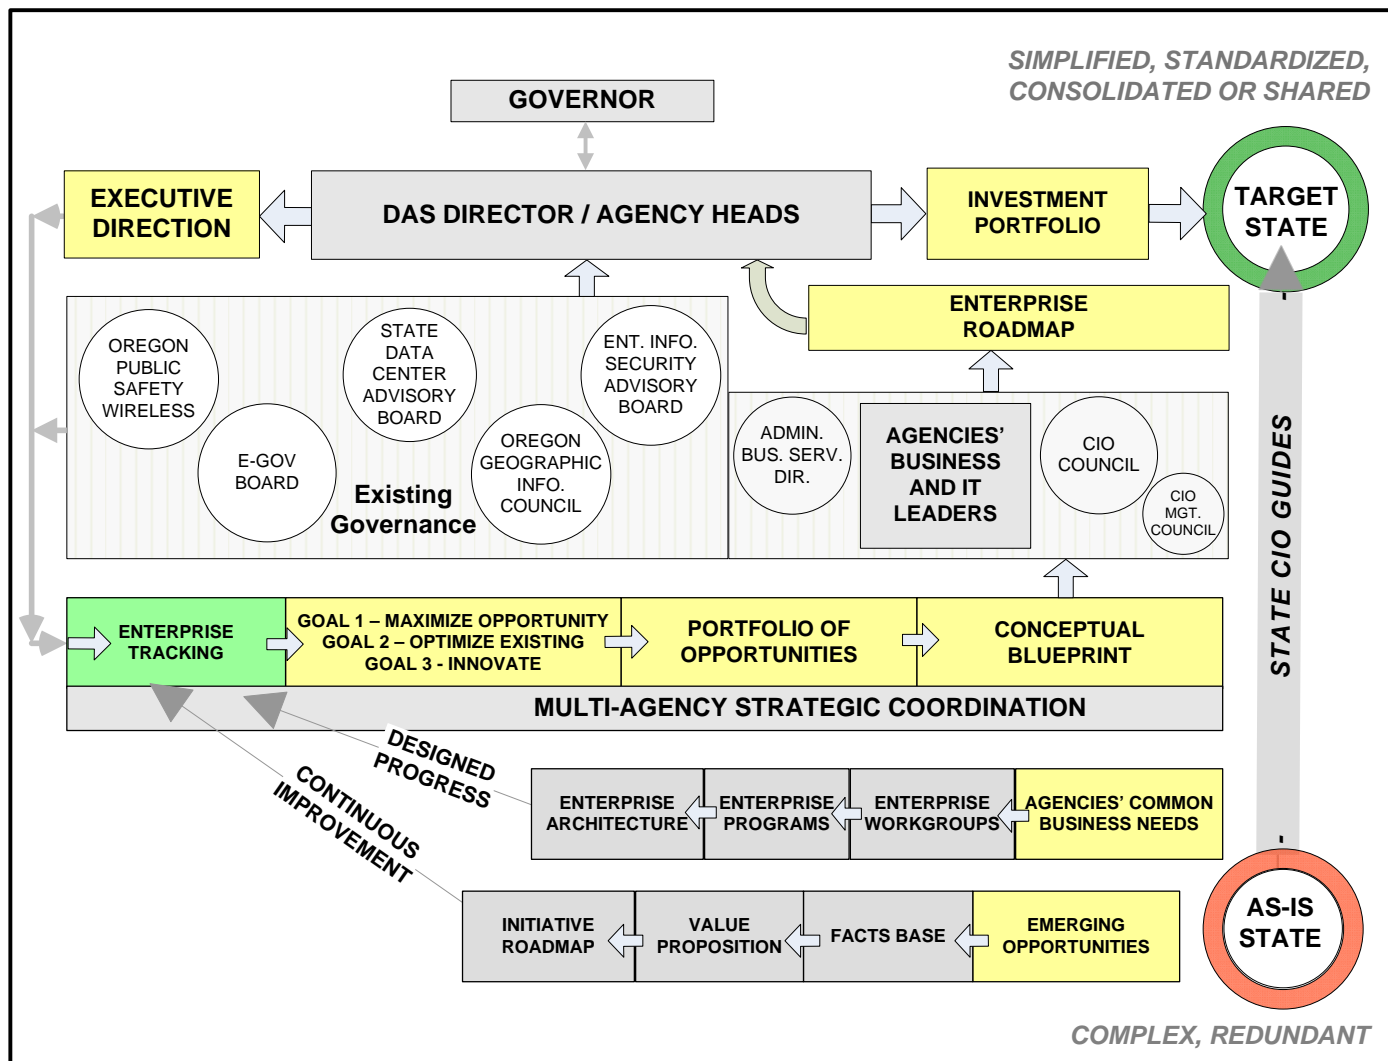 SIMPLIFIED, STANDARDIZED,
CONSOLIDATED OR SHARED
GOVERNOR
EXECUTIVE
DIRECTION
DAS DIRECTOR / AGENCY HEADS
INVESTMENT
PORTFOLIO
TARGET
STATE
ENTERPRISE
ROADMAP
OREGON
PUBLIC
SAFETY
WIRELESS
STATE
DATA
CENTER
ADVISORY
BOARD
ENT. INFO.
SECURITY
ADVISORY
BOARD
E-GOV
BOARD
OREGON
GEOGRAPHIC
INFO.
COUNCIL
Existing
Governance
ADMIN.
BUS. SERV.
DIR.
AGENCIES’
BUSINESS
AND IT
LEADERS
CIO
COUNCIL
CIO
MGT.
COUNCIL
- STATE CIO GUIDES -
ENTERPRISE
TRACKING
GOAL 1 – MAXIMIZE OPPORTUNITY
GOAL 2 – OPTIMIZE EXISTING
GOAL 3 - INNOVATE
PORTFOLIO OF
OPPORTUNITIES
CONCEPTUAL
BLUEPRINT
MULTI-AGENCY STRATEGIC COORDINATION
DESIGNED
PROGRESS
CONTINUOUS
IMPROVEMENT
ENTERPRISE
ARCHITECTURE
ENTERPRISE
PROGRAMS
ENTERPRISE
WORKGROUPS
AGENCIES’ COMMON
BUSINESS NEEDS
INITIATIVE
ROADMAP
VALUE
PROPOSITION
FACTS BASE
EMERGING
OPPORTUNITIES
AS-IS
STATE
COMPLEX, REDUNDANT